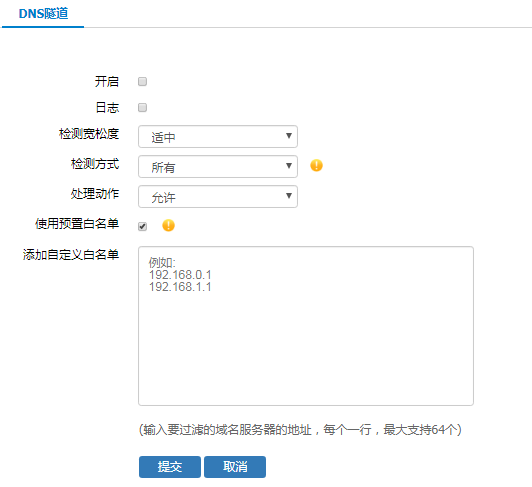 DNS隧道
开启
日志
检测宽松度 适中
检测方式 所有
处理动作 允许
使用预置白名单
添加自定义白名单
例如:
192.168.0.1
192.168.1.1
(输入要过滤的域名服务器的地址，每个一行，最大支持64个)
提交 取消